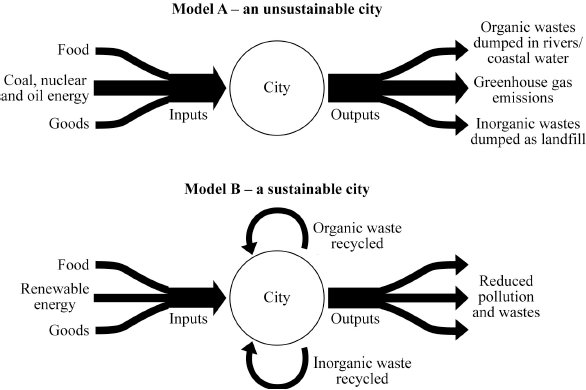 Model A – an unsustainable city
Food
Coal, nuclear
and oil energy
Goods
Inputs
City
Outputs
Organic wastes
dumped in rivers/
coastal water
Greenhouse gas
emissions
Inorganic wastes
dumped as landfill
Model B – a sustainable city
Organic waste
recycled
Food
Renewable
energy
Goods
Inputs
City
Outputs
Reduced
pollution
and wastes
Inorganic waste
recycled